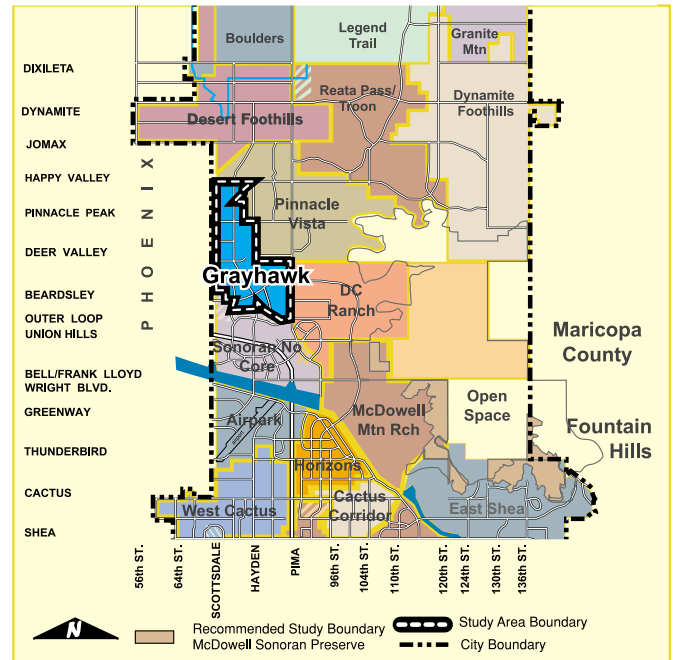 Boulders
Legend
Trail
Granite
Mtn
DIXILETA
Reata Pass/
Troon
Dynamite
Foothills
DYNAMITE
Desert Foothills
JOMAX
PHOENIX
HAPPY VALLEY
PINNACLE PEAK
Pinnacle
Vista
DEER VALLEY
Grayhawk
BEARDSLEY
DC
Ranch
OUTER LOOP
UNION HILLS
Maricopa
County
Sonoran No
Core
BELL/FRANK LLOYD
WRIGHT BLVD.
GREENWAY
Airpark
McDowell
Mtn Rch
Open
Space
Fountain
Hills
THUNDERBIRD
Horizons
CACTUS
West Cactus
Cactus
Corridor
East Shea
SHEA
56th ST.
64th ST.
SCOTTSDALE
HAYDEN
PIMA
96th ST.
104th ST.
110th ST.
120th ST.
124th ST.
130th ST.
136th ST.
N
Recommended Study Boundary
McDowell Sonoran Preserve
Study Area Boundary
City Boundary